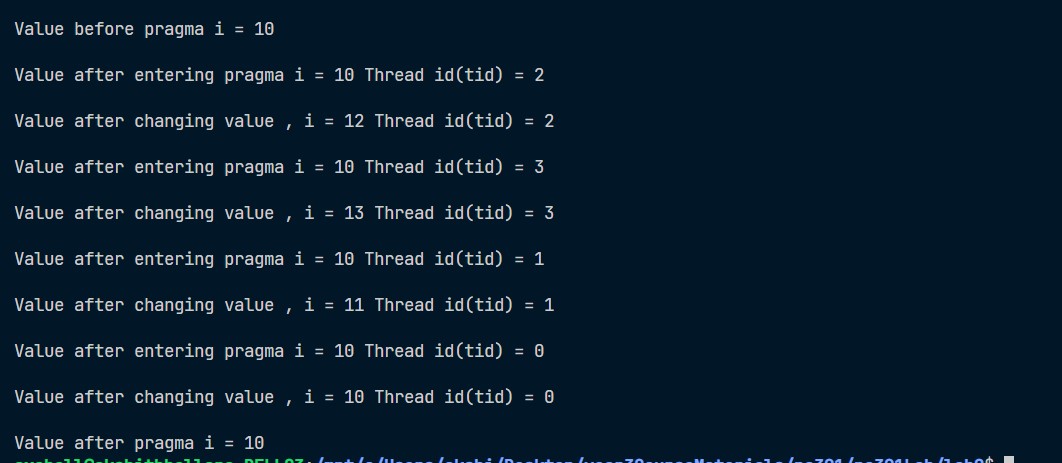 Value before pragma i = 10
Value after entering pragma i = 10 Thread id(tid) = 2
Value after changing value , i = 12 Thread id(tid) = 2
Value after entering pragma i = 10 Thread id(tid) = 3
Value after changing value , i = 13 Thread id(tid) = 3
Value after entering pragma i = 10 Thread id(tid) = 1
Value after changing value , i = 11 Thread id(tid) = 1
Value after entering pragma i = 10 Thread id(tid) = 0
Value after changing value , i = 10 Thread id(tid) = 0
Value after pragma i = 10